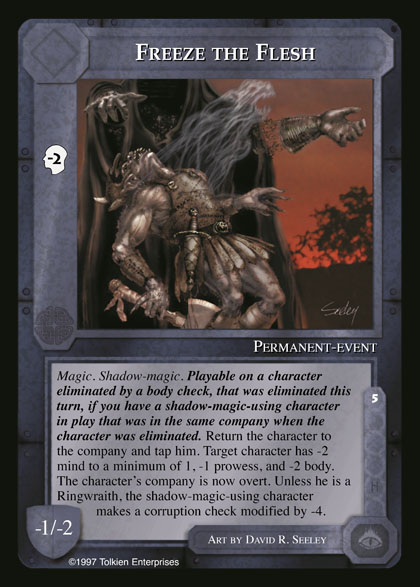 FREEZE THE FLESH
-2
Seeley
PERMANENT-EVENT
Magic. Shadow-magic. Playable on a character
eliminated by a body check, that was eliminated this
turn, if you have a shadow-magic-using character
in play that was in the same company when the
character was eliminated. Return the character to
the company and tap him. Target character has -2
mind to a minimum of 1, -1 prowess, and -2 body.
The character's company is now overt. Unless he is a
Ringwraith, the shadow-magic-using character
makes a corruption check modified by -4.
5
-1/-2
ART BY DAVID R. SEELEY
©1997 Tolkien Enterprises